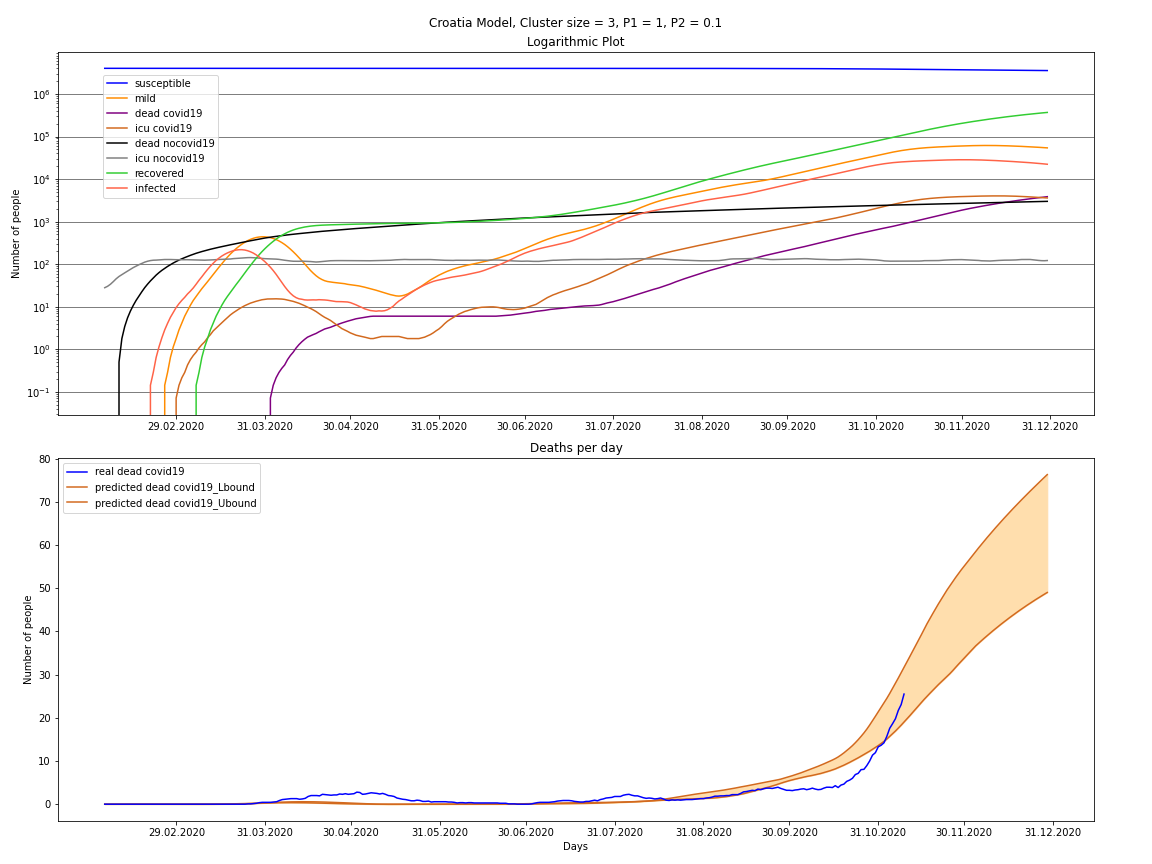 Croatia Model, Cluster size = 3, P1 = 1, P2 = 0.1
Logarithmic Plot
susceptible
mild
dead covid19
icu covid19
dead nocovid19
icu nocovid19
recovered
infected
Number of people
10⁶
10⁵
10⁴
10³
10²
10¹
10⁰
10⁻¹
29.02.2020 31.03.2020 30.04.2020 31.05.2020 30.06.2020 31.07.2020 31.08.2020 30.09.2020 31.10.2020 30.11.2020 31.12.2020
Deaths per day
real dead covid19
predicted dead covid19_Lbound
predicted dead covid19_Ubound
Number of people
80
70
60
50
40
30
20
10
0
29.02.2020 31.03.2020 30.04.2020 31.05.2020 30.06.2020 31.07.2020 31.08.2020 30.09.2020 31.10.2020 30.11.2020 31.12.2020
Days